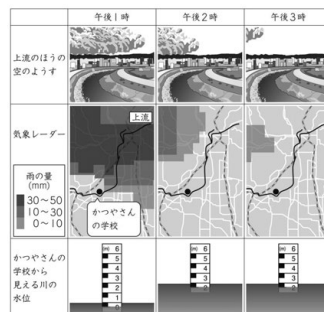 午後1時
午後2時
午後3時
上流のほうの
空のようす
気象レーダー
上流
雨の量
(mm)
30〜50
10〜30
0〜10
かつやさん
の学校
かつやさんの
学校から
見える川の
水位
(m) 6
5
4
3
2
1
0
(m) 6
5
4
3
(m) 6
5
4
3